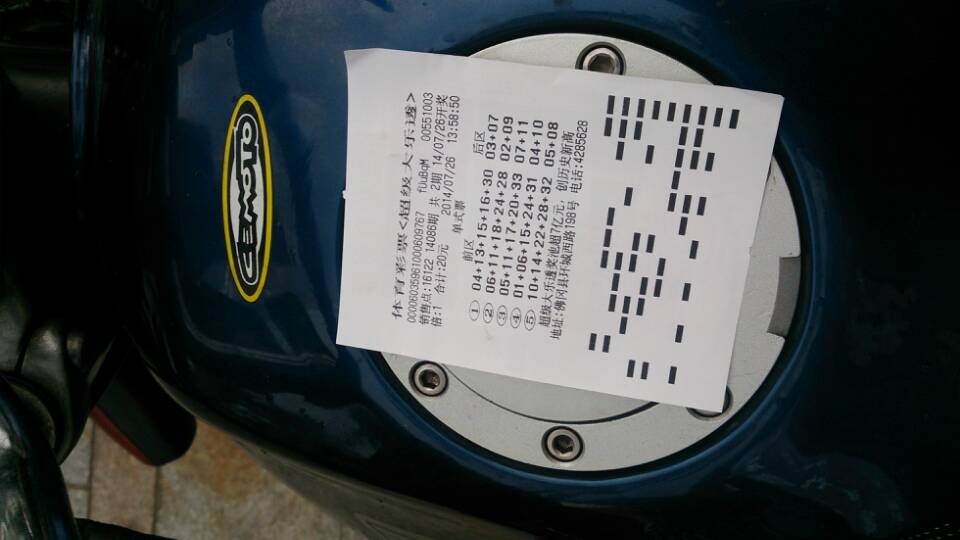 体育彩票<超级大乐透>
000060359610006009767 fUuBqM 00551003
销售点:16122 14086期 共 2期 14/07/26开奖
倍:1 合计:20元 2014/07/26 13:58:50
单式票
前区 后区
① 04+13+15+16+30 03+07
② 06+11+18+24+28 02+09
③ 05+11+17+20+33 07+11
④ 01+06+15+24+31 04+10
⑤ 10+14+22+28+32 05+08
超级大乐透奖池超7亿元，创历史新高
地址:佛冈县环城西路198号 电话:4285628
DEMOTO